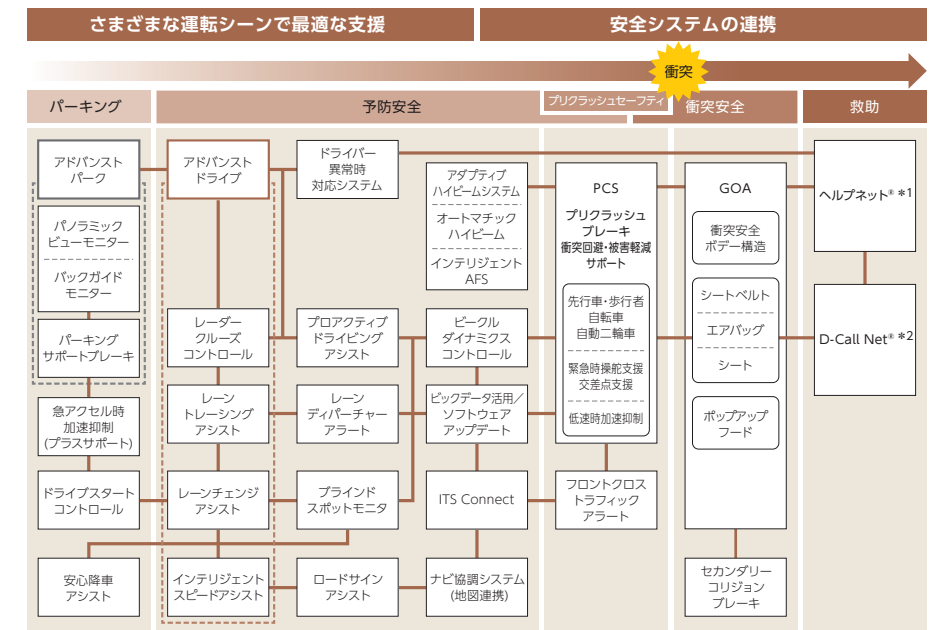 さまざまな運転シーンで最適な支援
安全システムの連携
衝突
パーキング
予防安全
プリクラッシュセーフティ
衝突安全
救助
アドバンスト
パーク
パノラミック
ビューモニター
バックガイド
モニター
パーキング
サポートブレーキ
急アクセル時
加速抑制
(プラスサポート)
ドライブスタート
コントロール
安心降車
アシスト
アドバンスト
ドライブ
レーダー
クルーズ
コントロール
レーン
トレーシング
アシスト
レーンチェンジ
アシスト
インテリジェント
スピードアシスト
ドライバー
異常時
対応システム
プロアクティブ
ドライビング
アシスト
レーン
ディパーチャー
アラート
ブラインド
スポットモニタ
ロードサイン
アシスト
アダプティブ
ハイビームシステム
オートマチック
ハイビーム
インテリジェント
AFS
ビークル
ダイナミクス
コントロール
ビックデータ活用/
ソフトウェア
アップデート
ITS Connect
ナビ協調システム
(地図連携)
PCS
プリクラッシュ
ブレーキ
衝突回避・被害軽減
サポート
先行車・歩行者
自転車
自動二輪車
緊急時操舵支援
交差点支援
低速時加速抑制
フロントクロス
トラフィック
アラート
GOA
衝突安全
ボデー構造
シートベルト
エアバッグ
シート
ポップアップ
フード
セカンダリー
コリジョン
ブレーキ
ヘルプネット® *1
D-Call Net® *2